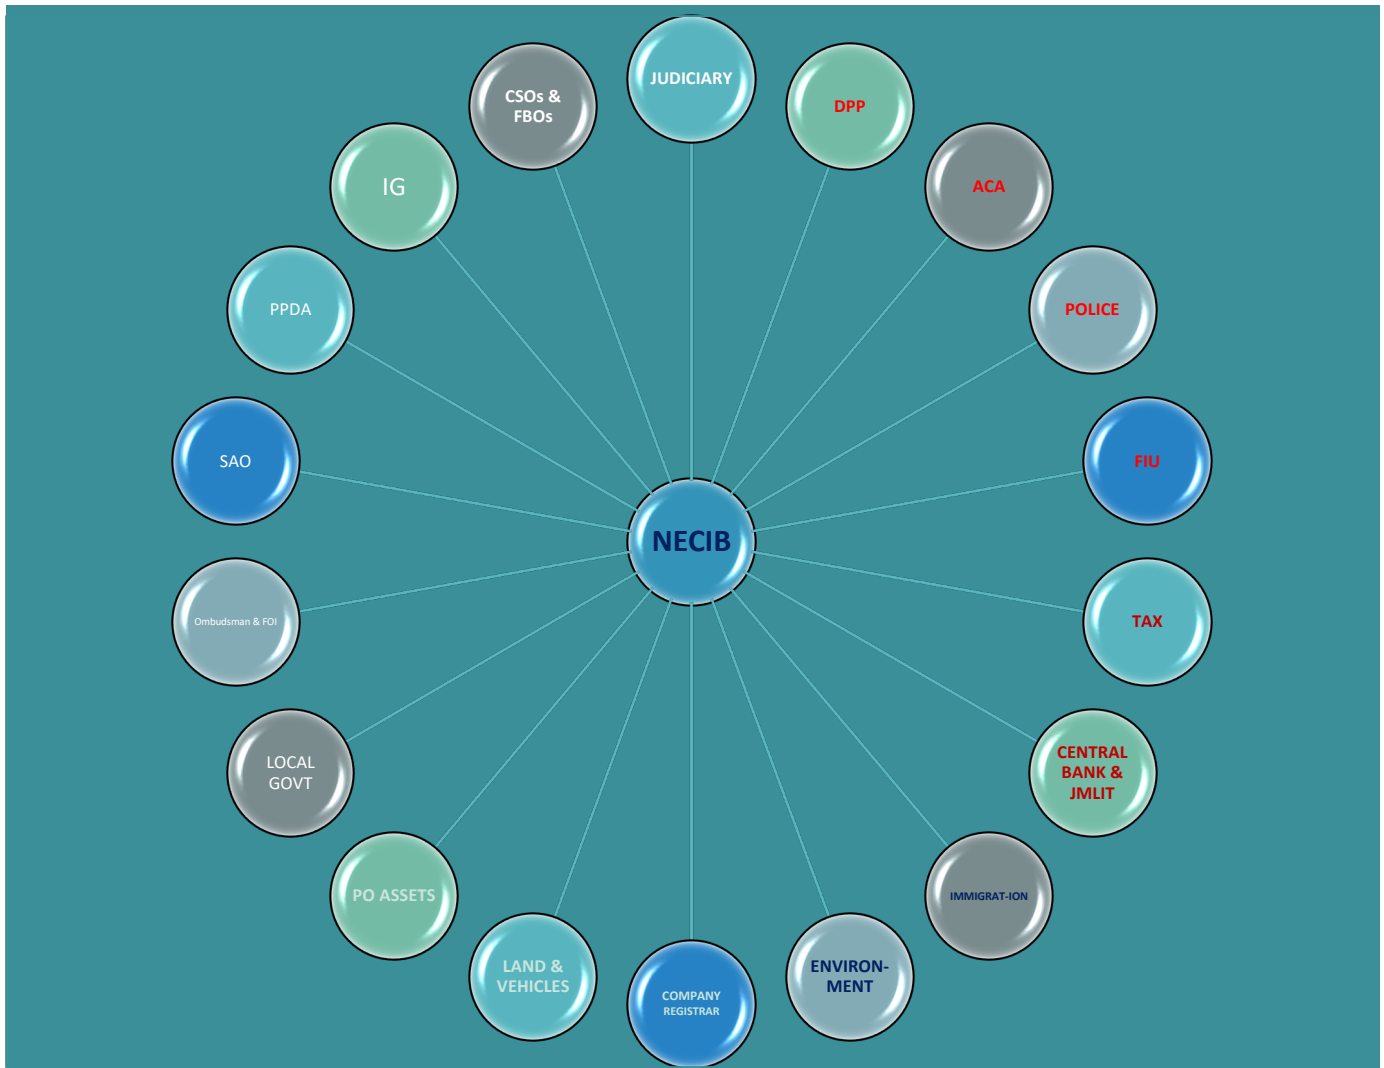 JUDICIARY
DPP
ACA
POLICE
FIU
TAX
CENTRAL
BANK &
JMLIT
IMMIGRAT-ION
ENVIRON-
MENT
COMPANY
REGISTRAR
LAND &
VEHICLES
PO ASSETS
LOCAL
GOVT
Ombudsman & FOI
SAO
PPDA
IG
CSOs &
FBOs
NECIB